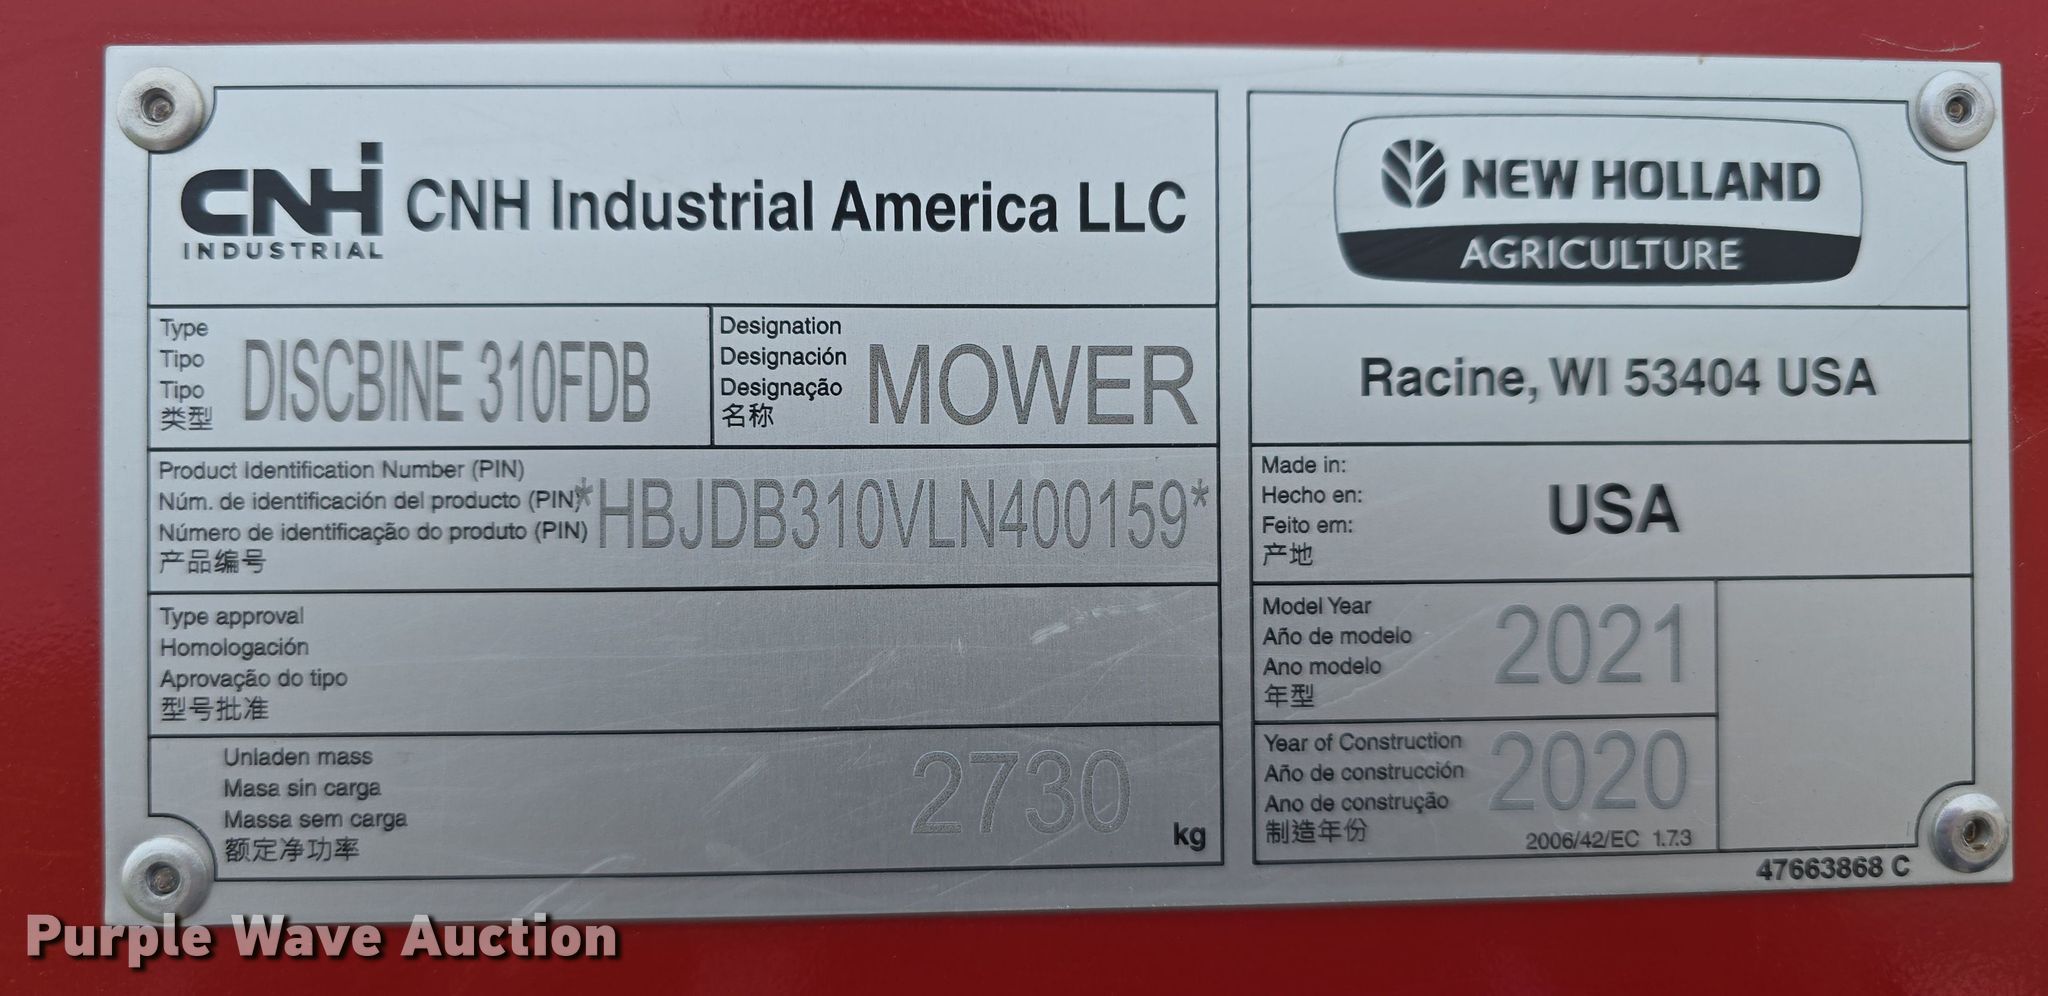 CNH
INDUSTRIAL
CNH Industrial America LLC
Type
Tipo
Tipo
类型
DISCBINE 310FDB
Designation
Designación
Designação
名称
MOWER
Product Identification Number (PIN)
Núm. de identificación del producto (PIN)
Número de identificação do produto (PIN)
产品编号
*HBJDB310VLN400159*
Type approval
Homologación
Aprovação do tipo
型号批准
Unladen mass
Masa sin carga
Massa sem carga
额定净功率
2730
kg
NEW HOLLAND
AGRICULTURE
Racine, WI 53404 USA
Made in:
Hecho en:
Feito em:
产地
USA
Model Year
Año de modelo
Ano modelo
年型
2021
Year of Construction
Año de construcción
Ano de construção
制造年份
2020
2006/42/EC 1.7.3
47663868 C
Purple Wave Auction